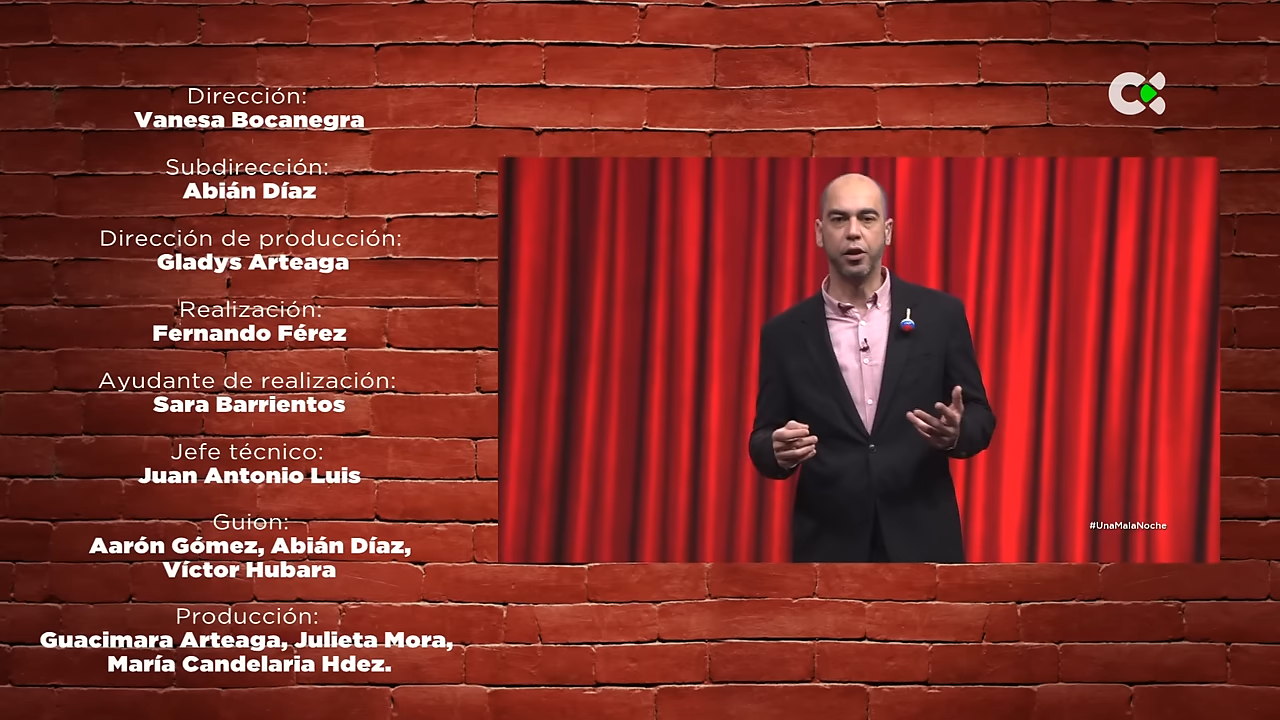 Dirección:
Vanesa Bocanegra
Subdirección:
Abián Díaz
Dirección de producción:
Gladys Arteaga
Realización:
Fernando Férez
Ayudante de realización:
Sara Barrientos
Jefe técnico:
Juan Antonio Luis
Guion:
Aarón Gómez, Abián Díaz,
Víctor Hubara
Producción:
Guacimara Arteaga, Julieta Mora,
María Candelaria Hdez.
#UnaMalaNoche